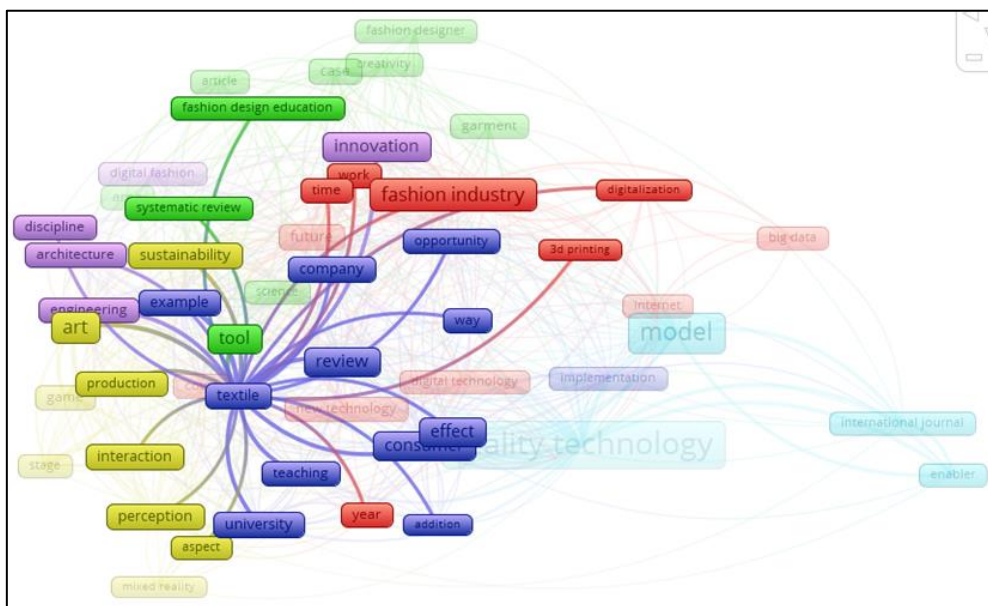 fashion designer
creativity
case
article
fashion design education
garment
innovation
digital fashion
work
time
fashion industry
digitalization
systematic review
discipline
future
opportunity
big data
architecture
sustainability
3d printing
company
science
example
engineering
internet
art
way
tool
model
review
production
digital technology
implementation
textile
game
new technology
international journal
effect
consumer
ality technology
interaction
stage
teaching
enabler
perception
university
year
addition
aspect
mixed reality